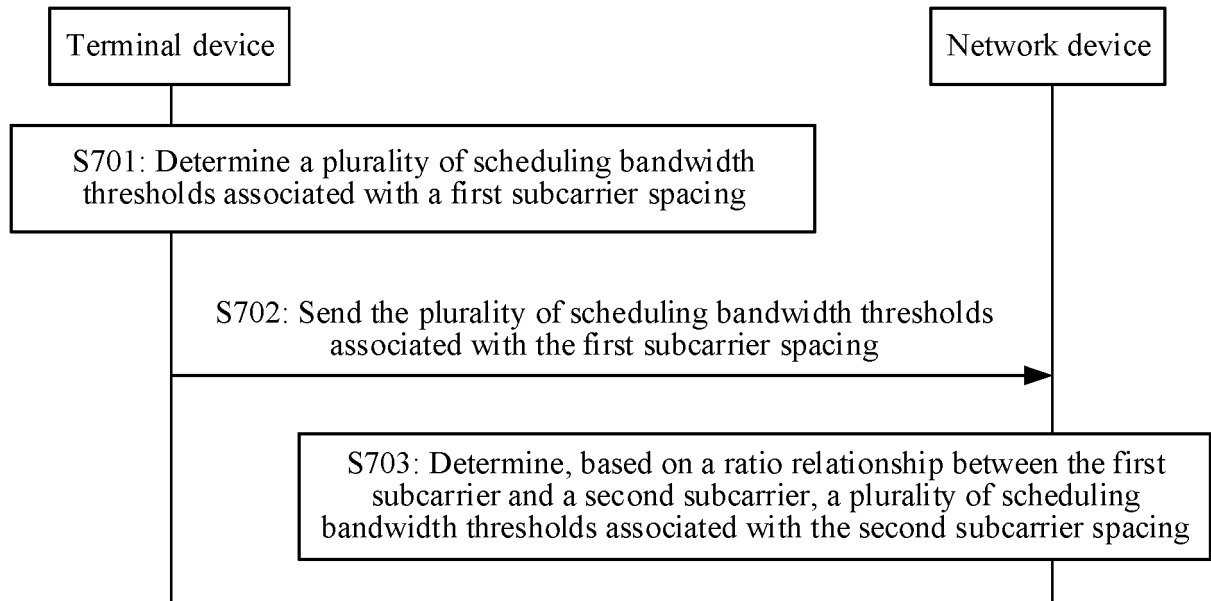 Terminal device
Network device
S701: Determine a plurality of scheduling bandwidth
thresholds associated with a first subcarrier spacing
S702: Send the plurality of scheduling bandwidth thresholds
associated with the first subcarrier spacing
S703: Determine, based on a ratio relationship between the first
subcarrier and a second subcarrier, a plurality of scheduling
bandwidth thresholds associated with the second subcarrier spacing